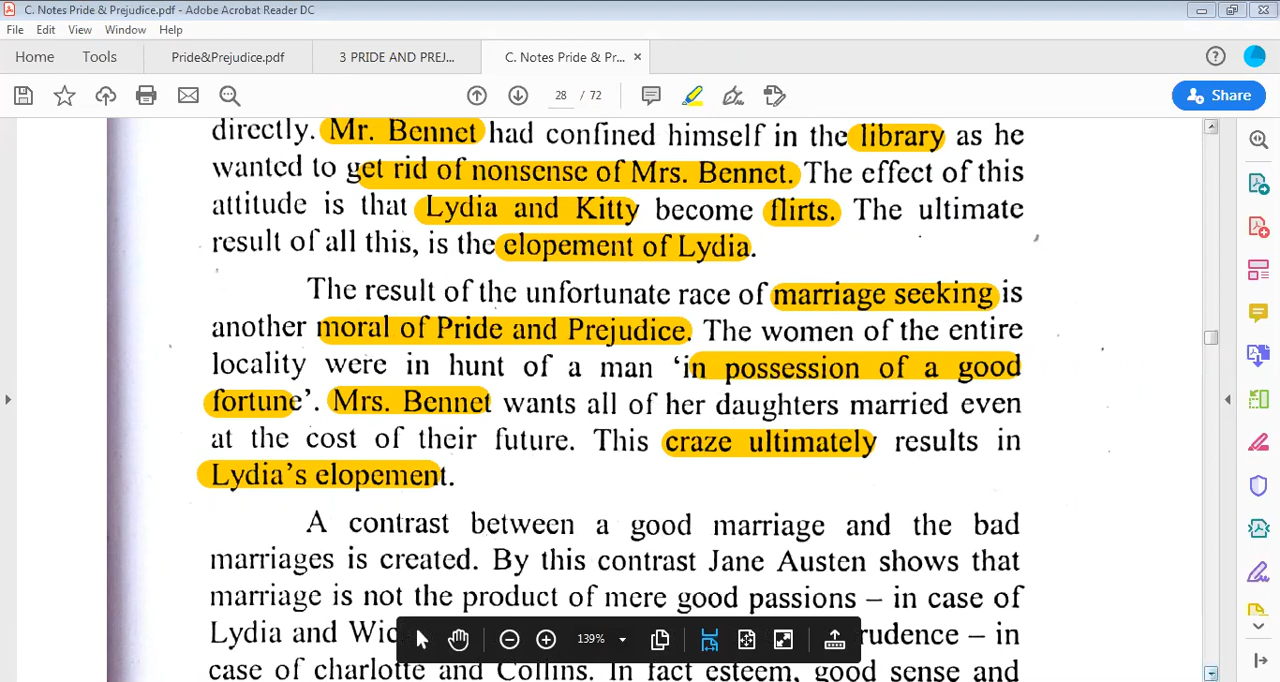 C. Notes Pride & Prejudice.pdf - Adobe Acrobat Reader DC
File Edit View Window Help
Home Tools Pride&Prejudice.pdf 3 PRIDE AND PREJ... C. Notes Pride & Pr... ×
28 / 72 Share
directly. Mr. Bennet had confined himself in the library as he
wanted to get rid of nonsense of Mrs. Bennet. The effect of this
attitude is that Lydia and Kitty become flirts. The ultimate
result of all this, is the elopement of Lydia.
The result of the unfortunate race of marriage seeking is
another moral of Pride and Prejudice. The women of the entire
locality were in hunt of a man ‘in possession of a good
fortune’. Mrs. Bennet wants all of her daughters married even
at the cost of their future. This craze ultimately results in
Lydia’s elopement.
A contrast between a good marriage and the bad
marriages is created. By this contrast Jane Austen shows that
marriage is not the product of mere good passions – in case of
Lydia and Wic rudence – in
139%
case of charlotte and Collins. In fact esteem, good sense and